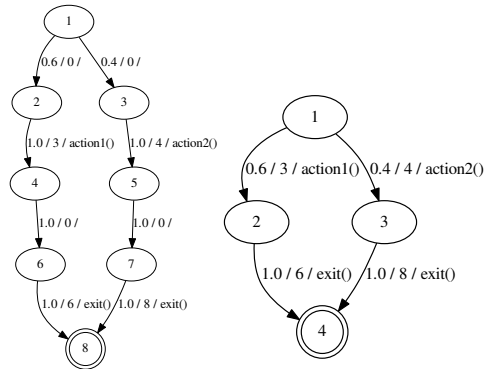 1
0.6 / 0 /
0.4 / 0 /
2
3
1.0 / 3 / action1()
1.0 / 4 / action2()
4
5
1.0 / 0 /
1.0 / 0 /
6
7
1.0 / 6 / exit()
1.0 / 8 / exit()
8
1
0.6 / 3 / action1()
0.4 / 4 / action2()
2
3
1.0 / 6 / exit()
1.0 / 8 / exit()
4